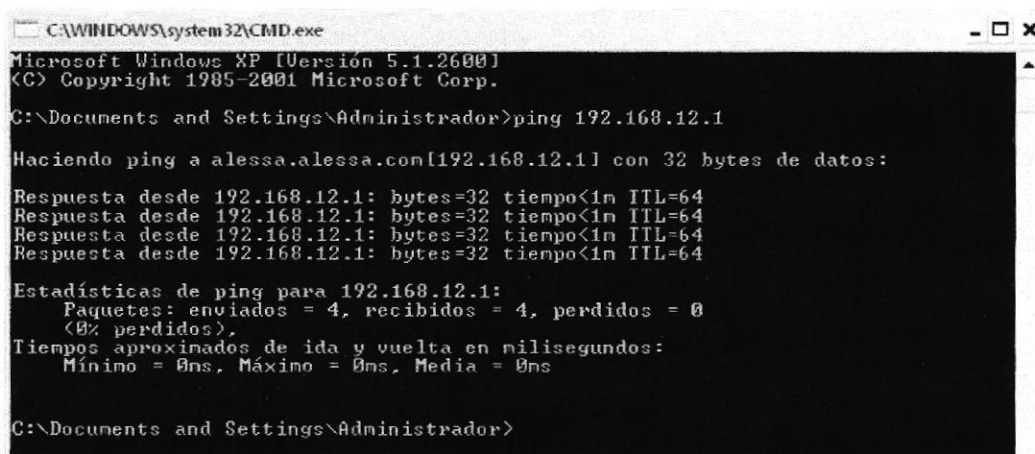 C:\WINDOWS\system32\CMD.exe
Microsoft Windows XP [Versión 5.1.2600]
(C) Copyright 1985-2001 Microsoft Corp.
C:\Documents and Settings\Administrador>ping 192.168.12.1
Haciendo ping a alessa.alessa.com[192.168.12.1] con 32 bytes de datos:
Respuesta desde 192.168.12.1: bytes=32 tiempo<1m TTL=64
Respuesta desde 192.168.12.1: bytes=32 tiempo<1m TTL=64
Respuesta desde 192.168.12.1: bytes=32 tiempo<1m TTL=64
Respuesta desde 192.168.12.1: bytes=32 tiempo<1m TTL=64
Estadísticas de ping para 192.168.12.1:
Paquetes: enviados = 4, recibidos = 4, perdidos = 0
(0% perdidos),
Tiempos aproximados de ida y vuelta en milisegundos:
Mínimo = 0ms, Máximo = 0ms, Media = 0ms
C:\Documents and Settings\Administrador>